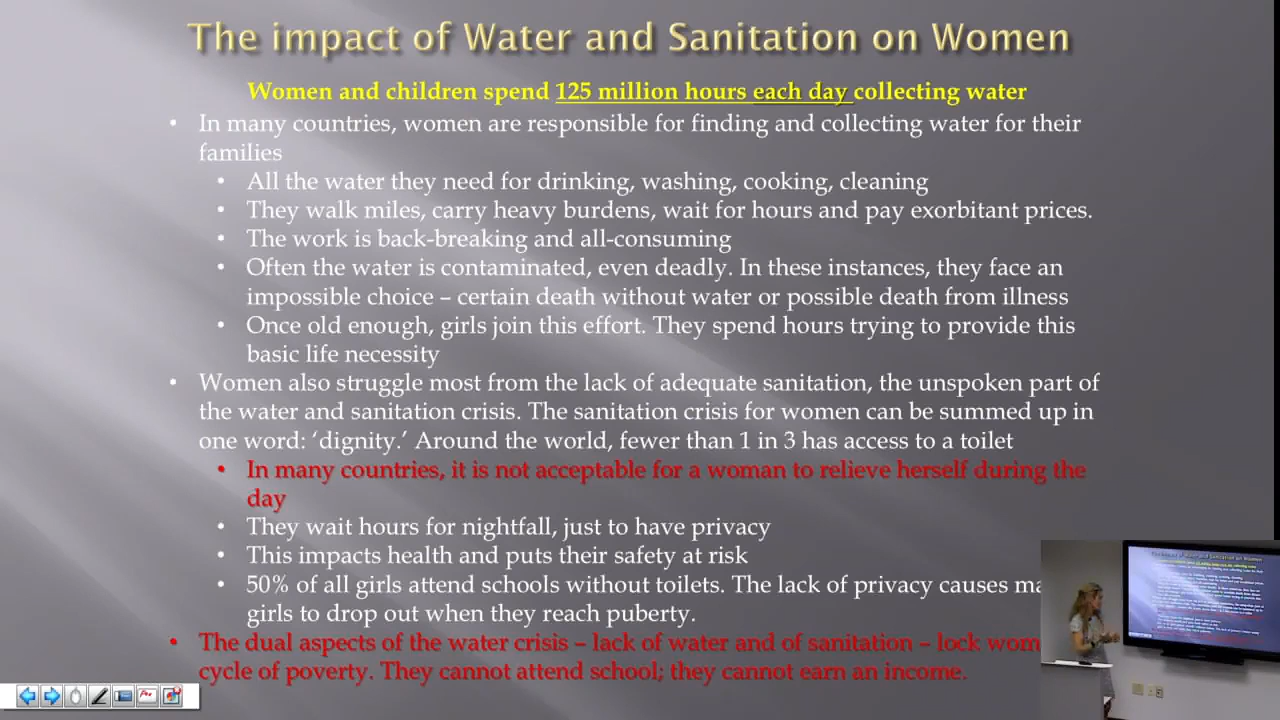 The impact of Water and Sanitation on Women
Women and children spend 125 million hours each day collecting water
• In many countries, women are responsible for finding and collecting water for their
families
• All the water they need for drinking, washing, cooking, cleaning
• They walk miles, carry heavy burdens, wait for hours and pay exorbitant prices.
• The work is back-breaking and all-consuming
• Often the water is contaminated, even deadly. In these instances, they face an
impossible choice – certain death without water or possible death from illness
• Once old enough, girls join this effort. They spend hours trying to provide this
basic life necessity
• Women also struggle most from the lack of adequate sanitation, the unspoken part of
the water and sanitation crisis. The sanitation crisis for women can be summed up in
one word: ‘dignity.’ Around the world, fewer than 1 in 3 has access to a toilet
• In many countries, it is not acceptable for a woman to relieve herself during the
day
• They wait hours for nightfall, just to have privacy
• This impacts health and puts their safety at risk
• 50% of all girls attend schools without toilets. The lack of privacy causes ma
girls to drop out when they reach puberty.
• The dual aspects of the water crisis – lack of water and of sanitation – lock wom
cycle of poverty. They cannot attend school; they cannot earn an income.
The impact of Water and Sanitation on Women